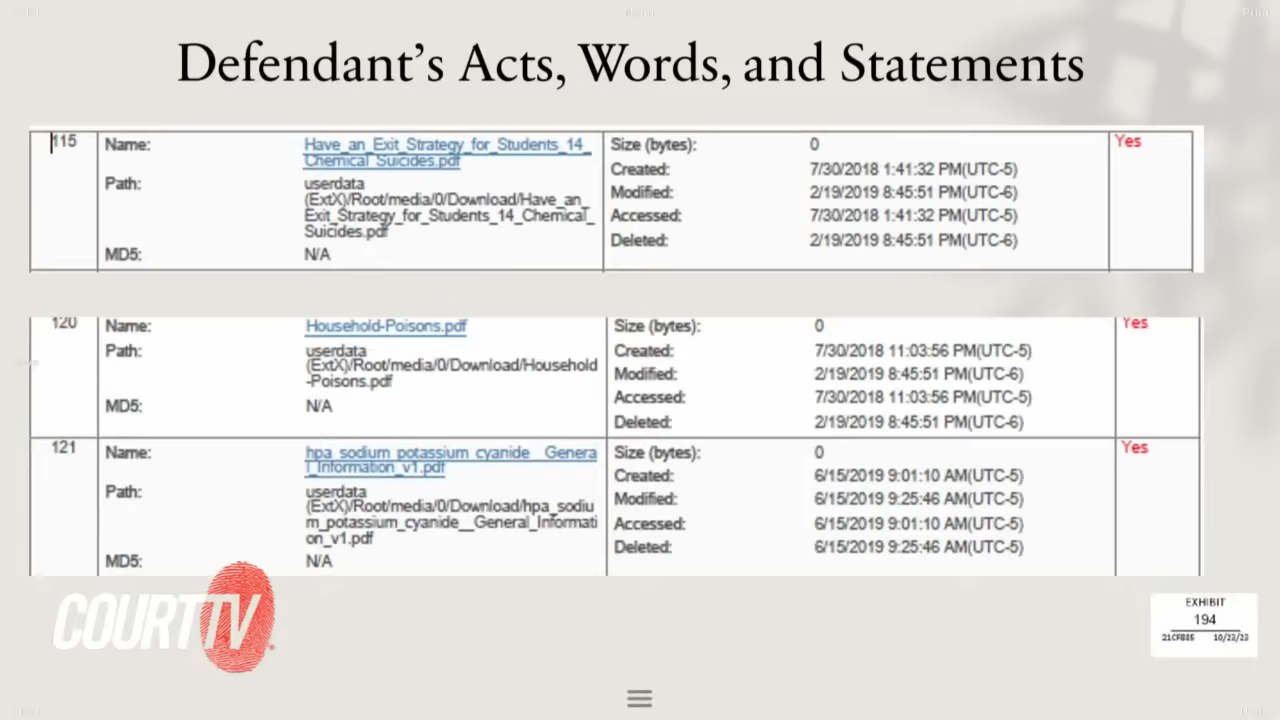 Defendant's Acts, Words, and Statements
115
Name:
Have_an_Exit_Strategy_for_Students_14_
Chemical_Suicides.pdf
Path:
userdata
(ExtX)/Root/media/0/Download/Have_an_
Exit_Strategy_for_Students_14_Chemical_
Suicides.pdf
MD5:
N/A
Size (bytes):
0
Created:
7/30/2018 1:41:32 PM(UTC-5)
Modified:
2/19/2019 8:45:51 PM(UTC-6)
Accessed:
7/30/2018 1:41:32 PM(UTC-5)
Deleted:
2/19/2019 8:45:51 PM(UTC-6)
Yes
120
Name:
Household-Poisons.pdf
Path:
userdata
(ExtX)/Root/media/0/Download/Household
-Poisons.pdf
MD5:
N/A
Size (bytes):
0
Created:
7/30/2018 11:03:56 PM(UTC-5)
Modified:
2/19/2019 8:45:51 PM(UTC-6)
Accessed:
7/30/2018 11:03:56 PM(UTC-5)
Deleted:
2/19/2019 8:45:51 PM(UTC-6)
Yes
121
Name:
hpa_sodium_potassium_cyanide__Genera
l_Information_v1.pdf
Path:
userdata
(ExtX)/Root/media/0/Download/hpa_sodiu
m_potassium_cyanide__General_Informati
on_v1.pdf
MD5:
N/A
Size (bytes):
0
Created:
6/15/2019 9:01:10 AM(UTC-5)
Modified:
6/15/2019 9:25:46 AM(UTC-5)
Accessed:
6/15/2019 9:01:10 AM(UTC-5)
Deleted:
6/15/2019 9:25:46 AM(UTC-5)
Yes
COURT TV
EXHIBIT
194
21CFB85 10/23/23